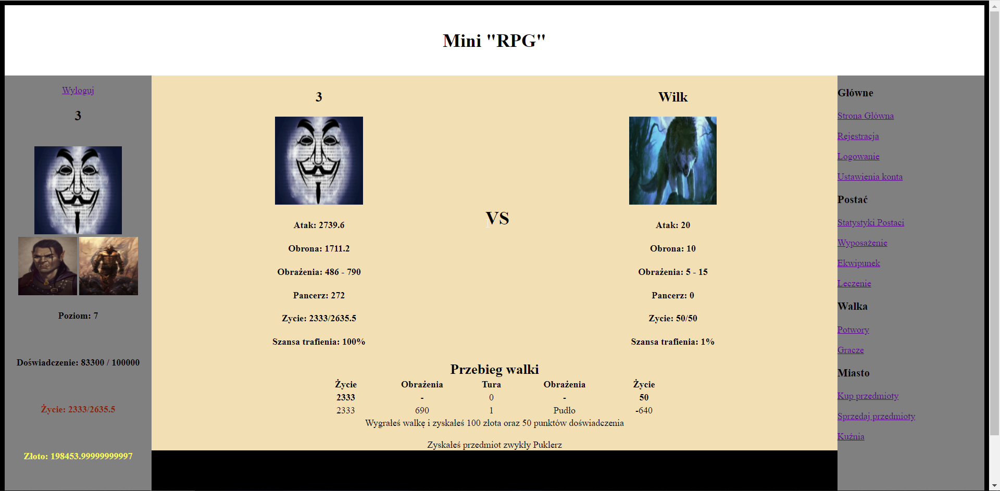 Mini "RPG"
Wyloguj
3
Poziom: 7
Doświadczenie: 83300 / 100000
Życie: 2333/2635.5
Złoto: 198453.99999999997
3
Atak: 2739.6
Obrona: 1711.2
Obrażenia: 486 - 790
Pancerz: 272
Zycie: 2333/2635.5
Szansa trafienia: 100%
VS
Wilk
Atak: 20
Obrona: 10
Obrażenia: 5 - 15
Pancerz: 0
Zycie: 50/50
Szansa trafienia: 1%
Przebieg walki
Życie Obrażenia Tura Obrażenia Życie
2333 - 0 - 50
2333 690 1 Pudło -640
Wygrałeś walkę i zyskałeś 100 złota oraz 50 punktów doświadczenia
Zyskałeś przedmiot zwykły Puklerz
Główne
Strona Główna
Rejestracja
Logowanie
Ustawienia konta
Postać
Statystyki Postaci
Wyposażenie
Ekwipunek
Leczenie
Walka
Potwory
Gracze
Miasto
Kup przedmioty
Sprzedaj przedmioty
Kuźnia